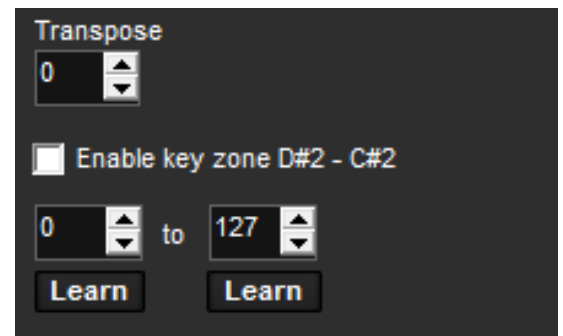 Transpose
0
Enable key zone D#2 - C#2
0 to 127
Learn Learn